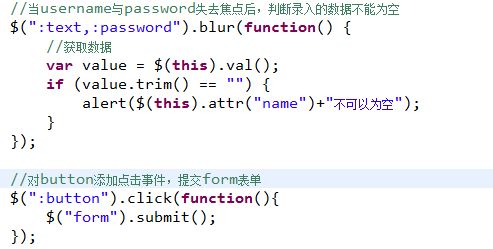 //当username与password失去焦点后，判断录入的数据不能为空
$(":text,:password").blur(function() {
//获取数据
var value = $(this).val();
if (value.trim() == "") {
alert($(this).attr("name")+"不可以为空");
}
});
//对button添加点击事件，提交form表单
$(":button").click(function(){
$("form").submit();
});